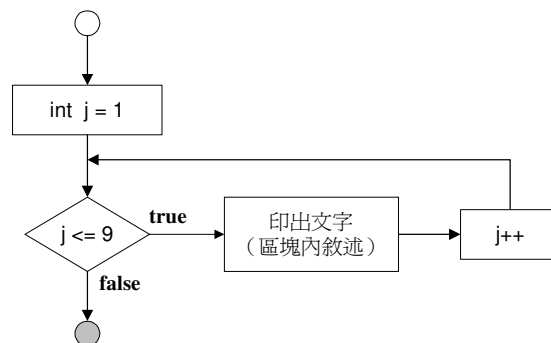 int j = 1
j <= 9
true
印出文字
（區塊內敘述）
j++
false